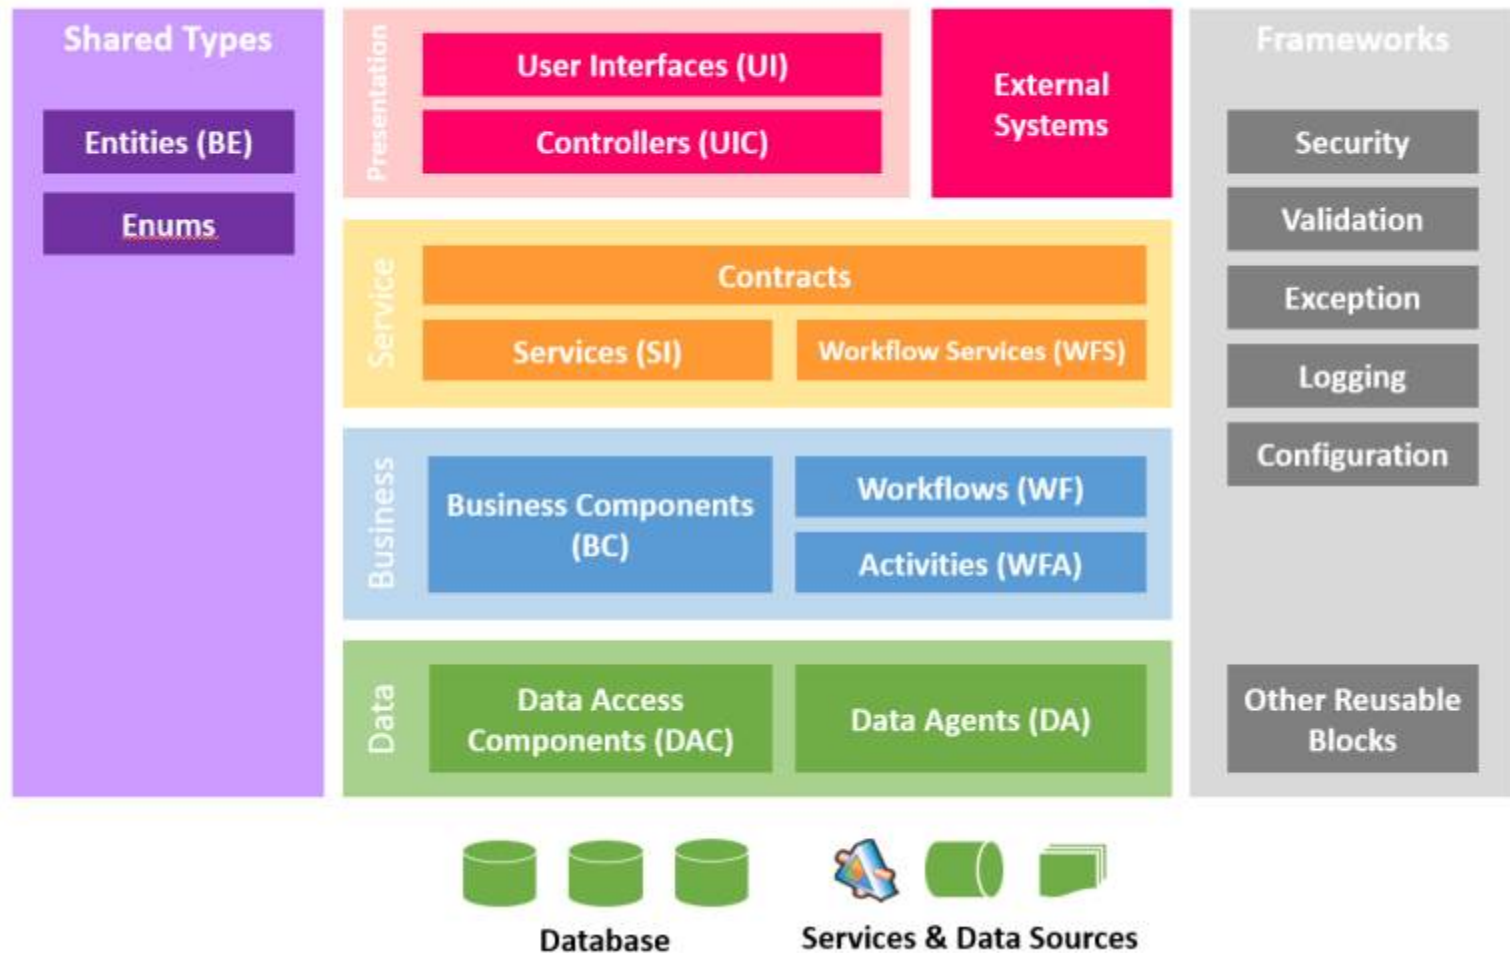 Shared Types
Entities (BE)
Enums
Presentation
User Interfaces (UI)
Controllers (UIC)
External
Systems
Service
Contracts
Services (SI)
Workflow Services (WFS)
Business
Business Components
(BC)
Workflows (WF)
Activities (WFA)
Data
Data Access
Components (DAC)
Data Agents (DA)
Frameworks
Security
Validation
Exception
Logging
Configuration
Other Reusable
Blocks
Database
Services & Data Sources